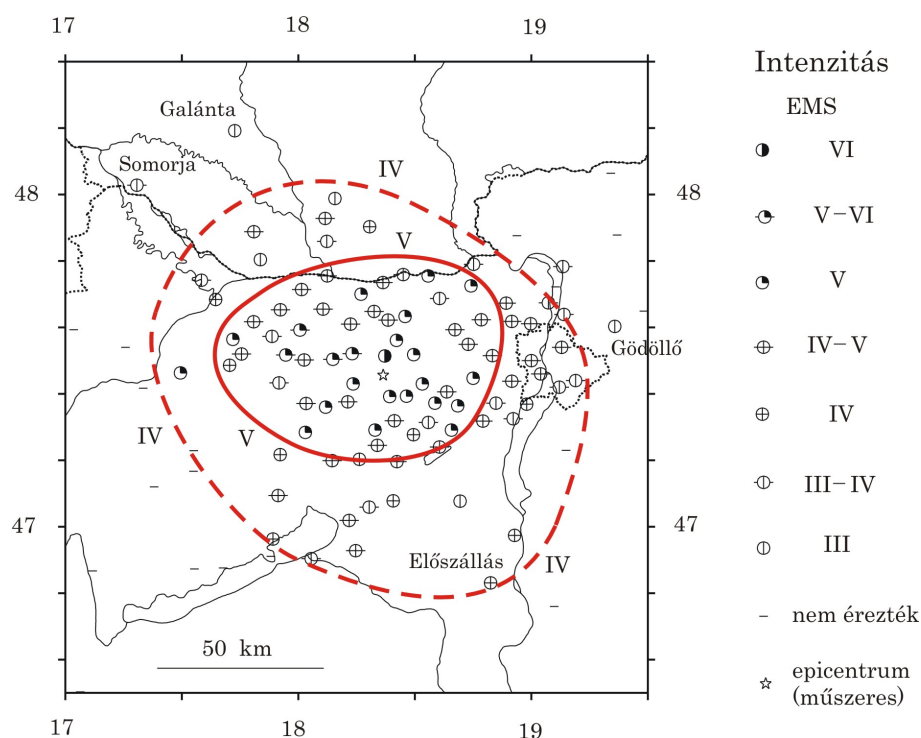 17 18 19
Intenzitás
EMS
Galánta
VI
Somorja
IV
48 48
V–VI
V
V
IV–V
Gödöllő
IV
IV V
III–IV
47 47
Előszállás IV
III
nem érezték
50 km
epicentrum
(műszeres)
17 18 19